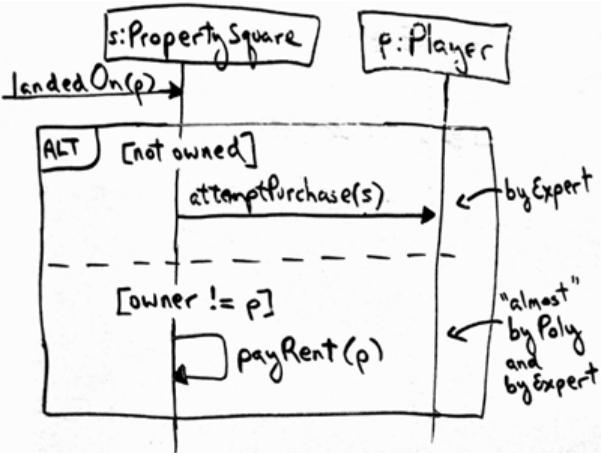 s:PropertySquare
p:Player
landedOn(p)
ALT
[not owned]
attemptPurchase(s)
by Expert
[owner != p]
payRent(p)
"almost"
by Poly
and
by Expert